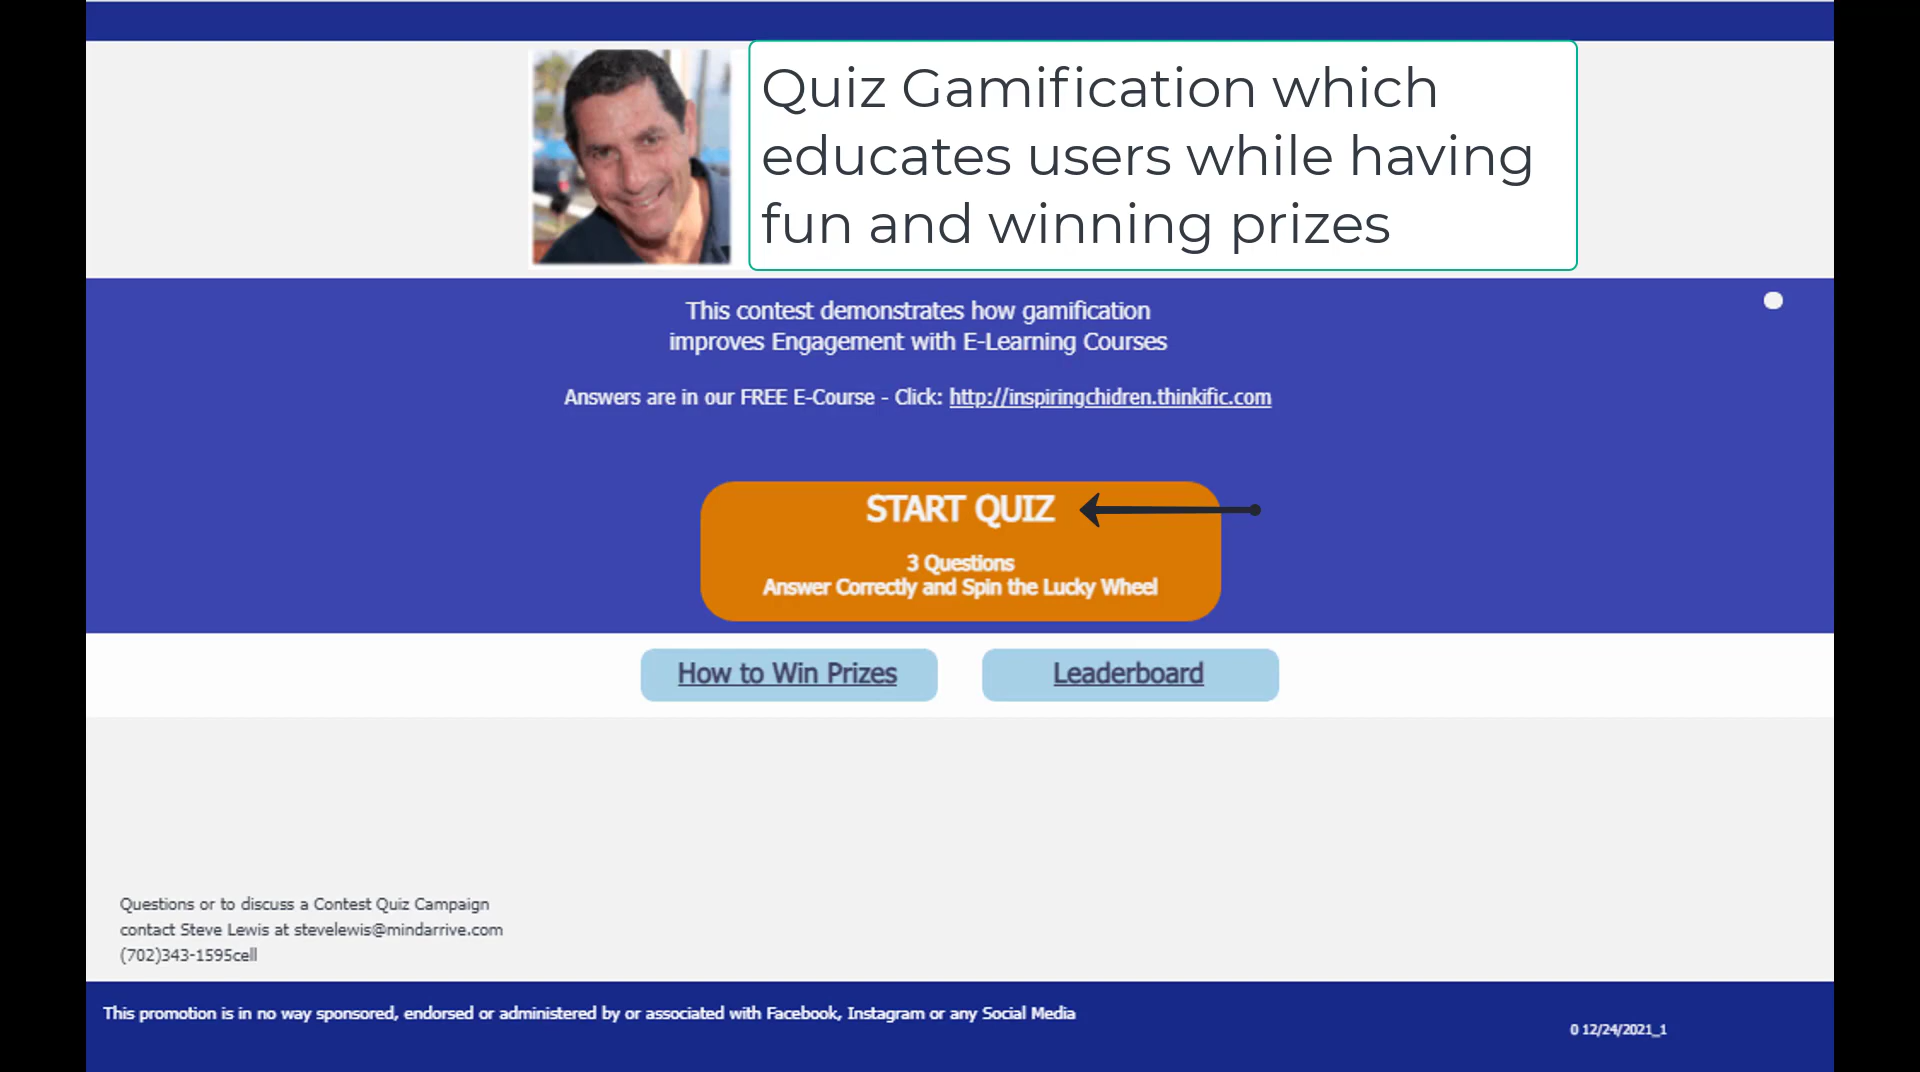 Quiz Gamification which
educates users while having
fun and winning prizes
This contest demonstrates how gamification
improves Engagement with E-Learning Courses
Answers are in our FREE E-Course - Click: http://inspiringchidren.thinkific.com
START QUIZ
3 Questions
Answer Correctly and Spin the Lucky Wheel
How to Win Prizes
Leaderboard
Questions or to discuss a Contest Quiz Campaign
contact Steve Lewis at stevelewis@mindarrive.com
(702)343-1595cell
This promotion is in no way sponsored, endorsed or administered by or associated with Facebook, Instagram or any Social Media
0 12/24/2021_1